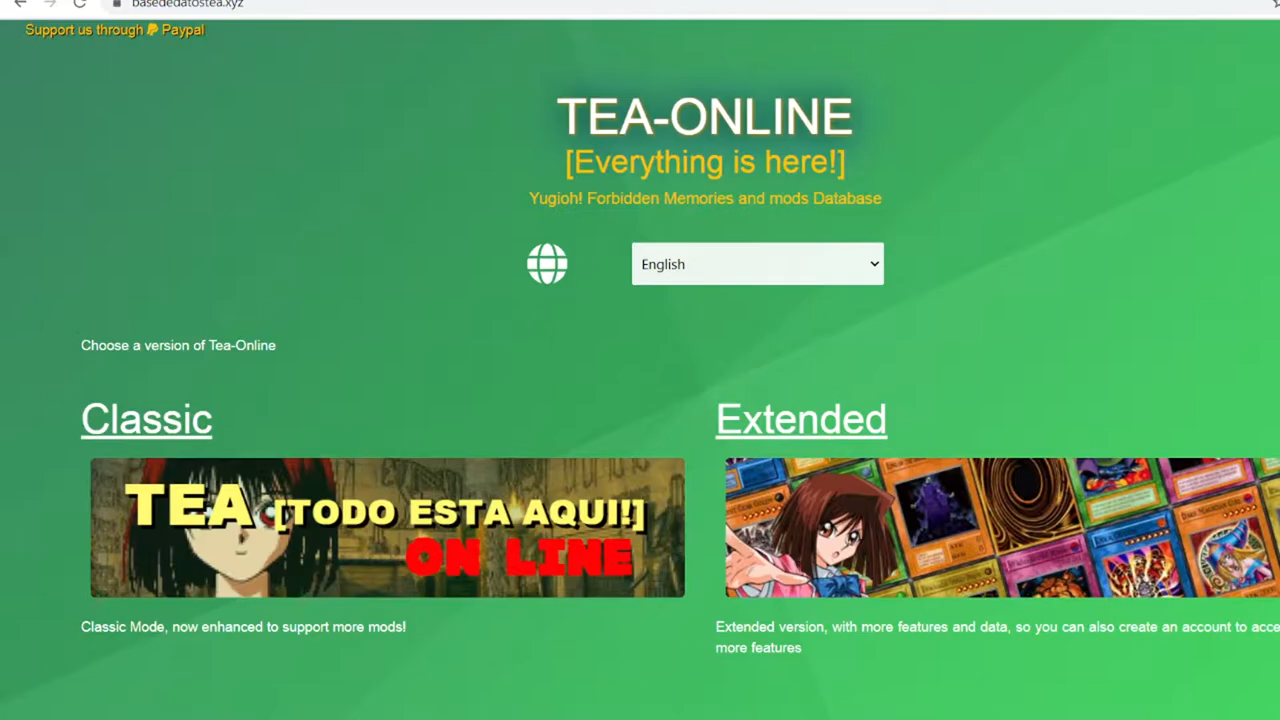 basededatostea.xyz
Support us through Paypal
TEA-ONLINE
[Everything is here!]
Yugioh! Forbidden Memories and mods Database
English
Choose a version of Tea-Online
Classic
Extended
TEA [TODO ESTA AQUI!]
ON LINE
Classic Mode, now enhanced to support more mods!
Extended version, with more features and data, so you can also create an account to acce
more features